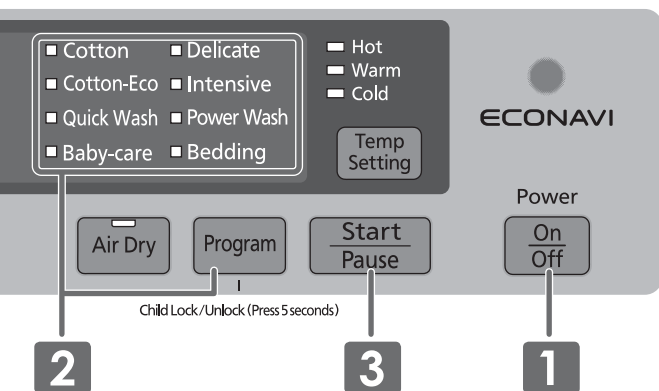 Cotton
Delicate
Cotton-Eco
Intensive
Quick Wash
Power Wash
Baby-care
Bedding
Hot
Warm
Cold
Temp
Setting
ECONAVI
Power
On
Off
Air Dry
Program
Start
Pause
Child Lock/Unlock (Press 5 seconds)
2
3
1